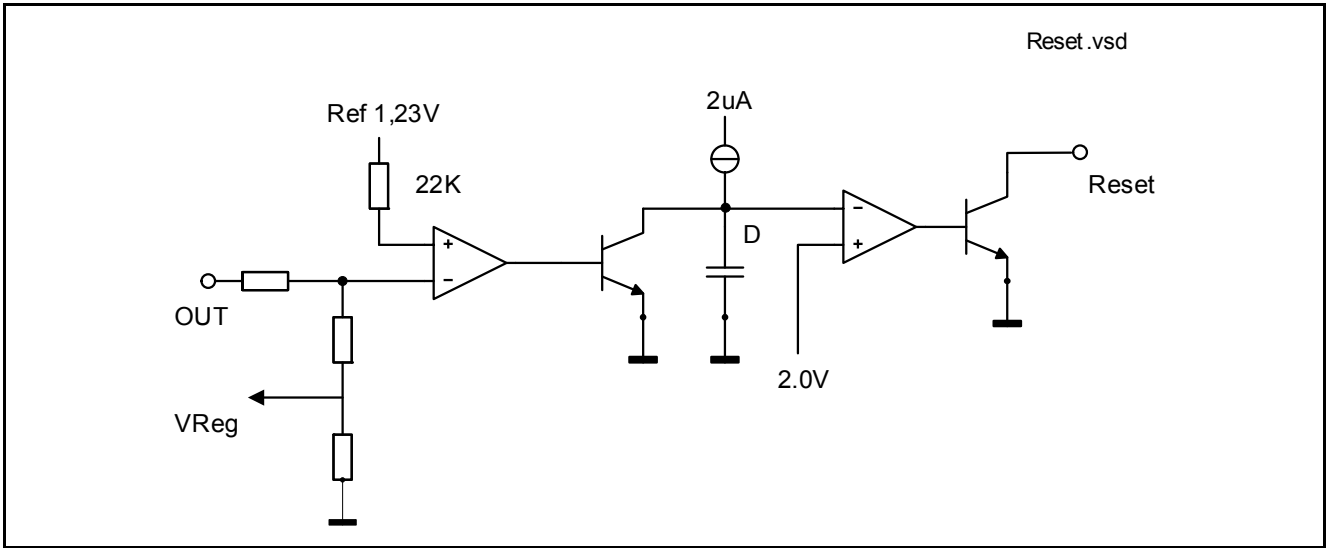 Reset.vsd
Ref 1,23V
2uA
22K
Reset
+
-
D
-
+
OUT
2.0V
VReg